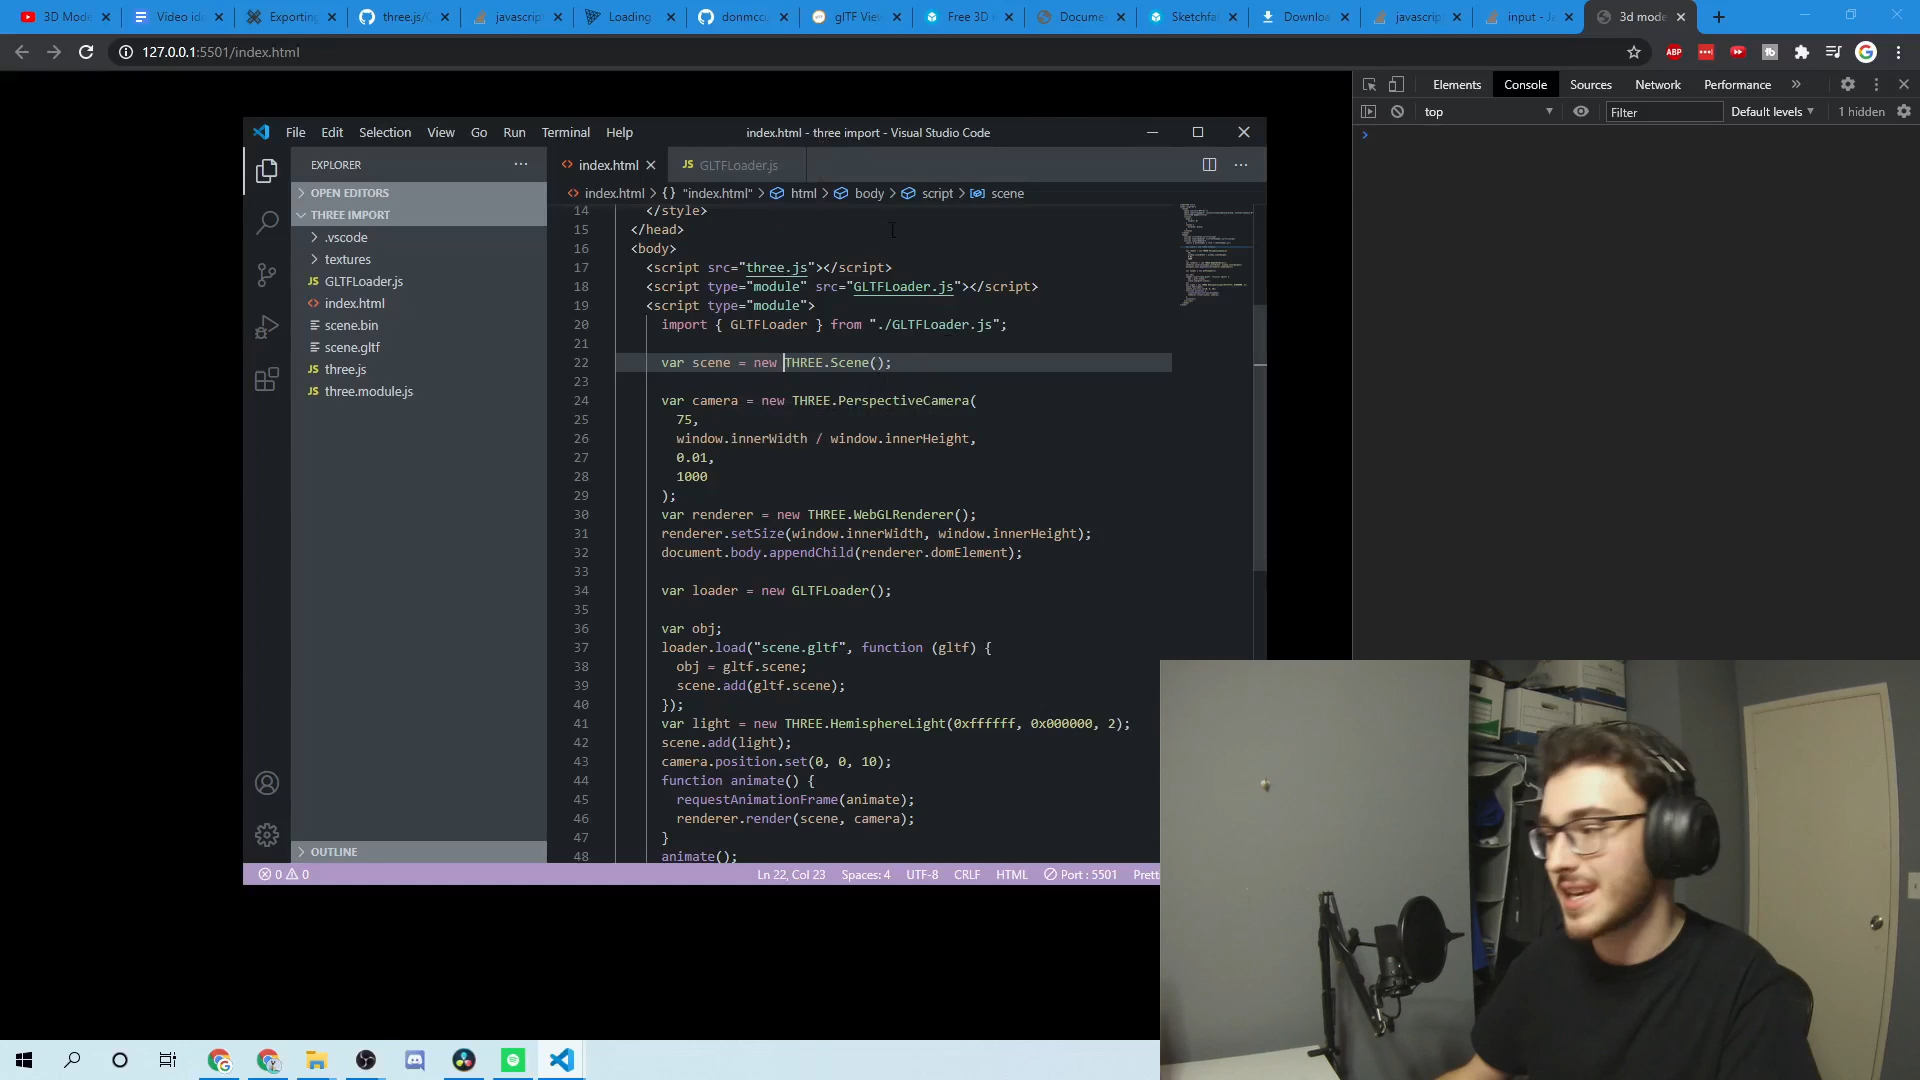 3D Mode
Video id
Exporting
three.js/
javascrip
Loading
donmccu
glTF View
Free 3D
Docume
Sketchfa
Downloa
javascrip
input - Ja
3d mode
127.0.0.1:5501/index.html
ABP
Elements
Console
Sources
Network
Performance
top
Filter
Default levels
1 hidden
File Edit Selection View Go Run Terminal Help
index.html - three import - Visual Studio Code
EXPLORER
OPEN EDITORS
THREE IMPORT
.vscode
textures
JS GLTFLoader.js
index.html
scene.bin
scene.gltf
JS three.js
JS three.module.js
OUTLINE
index.html
JS GLTFLoader.js
index.html > {} "index.html" > html > body > script > scene
14 </style>
15 </head>
16 <body>
17 <script src="three.js"></script>
18 <script type="module" src="GLTFLoader.js"></script>
19 <script type="module">
20 import { GLTFLoader } from "./GLTFLoader.js";
21
22 var scene = new THREE.Scene();
23
24 var camera = new THREE.PerspectiveCamera(
25 75,
26 window.innerWidth / window.innerHeight,
27 0.01,
28 1000
29 );
30 var renderer = new THREE.WebGLRenderer();
31 renderer.setSize(window.innerWidth, window.innerHeight);
32 document.body.appendChild(renderer.domElement);
33
34 var loader = new GLTFLoader();
35
36 var obj;
37 loader.load("scene.gltf", function (gltf) {
38 obj = gltf.scene;
39 scene.add(gltf.scene);
40 });
41 var light = new THREE.HemisphereLight(0xffffff, 0x000000, 2);
42 scene.add(light);
43 camera.position.set(0, 0, 10);
44 function animate() {
45 requestAnimationFrame(animate);
46 renderer.render(scene, camera);
47 }
48 animate();
0 0
Ln 22, Col 23
Spaces: 4
UTF-8
CRLF
HTML
Port : 5501
Prett